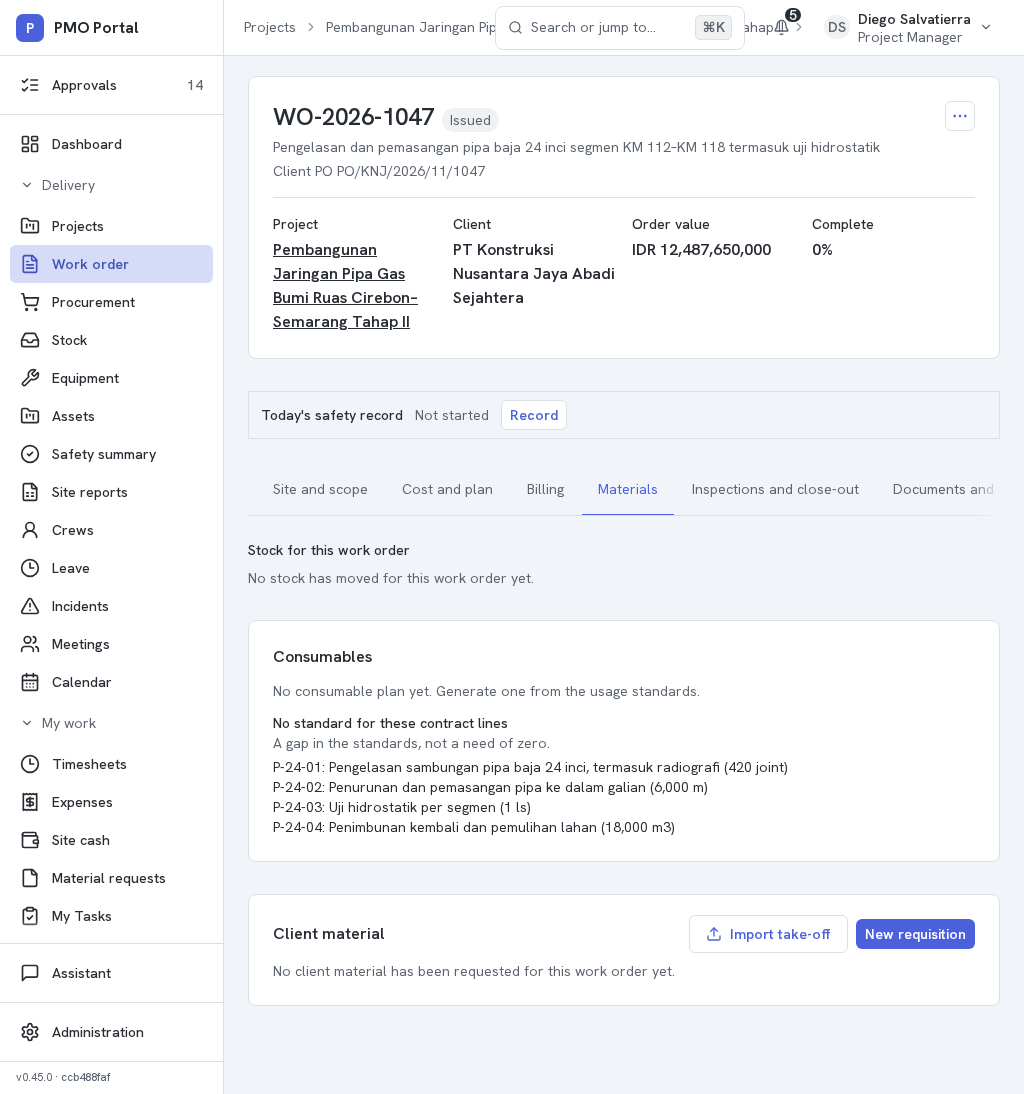 P PMO Portal
Projects
Pembangunan Jaringan Pip
Search or jump to...
⌘K
ahap
5
DS
Diego Salvatierra
Project Manager
Approvals 14
Dashboard
Delivery
Projects
Work order
Procurement
Stock
Equipment
Assets
Safety summary
Site reports
Crews
Leave
Incidents
Meetings
Calendar
My work
Timesheets
Expenses
Site cash
Material requests
My Tasks
Assistant
Administration
v0.45.0 · ccb488faf
WO-2026-1047 Issued
Pengelasan dan pemasangan pipa baja 24 inci segmen KM 112–KM 118 termasuk uji hidrostatik
Client PO PO/KNJ/2026/11/1047
Project
Pembangunan
Jaringan Pipa Gas
Bumi Ruas Cirebon–
Semarang Tahap II
Client
PT Konstruksi
Nusantara Jaya Abadi
Sejahtera
Order value
IDR 12,487,650,000
Complete
0%
Today's safety record Not started Record
Site and scope Cost and plan Billing Materials Inspections and close-out Documents and
Stock for this work order
No stock has moved for this work order yet.
Consumables
No consumable plan yet. Generate one from the usage standards.
No standard for these contract lines
A gap in the standards, not a need of zero.
P-24-01: Pengelasan sambungan pipa baja 24 inci, termasuk radiografi (420 joint)
P-24-02: Penurunan dan pemasangan pipa ke dalam galian (6,000 m)
P-24-03: Uji hidrostatik per segmen (1 ls)
P-24-04: Penimbunan kembali dan pemulihan lahan (18,000 m3)
Client material Import take-off New requisition
No client material has been requested for this work order yet.